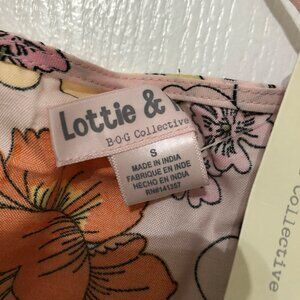 Lottie &
B·O·G Collective
S
MADE IN INDIA
FABRIQUE EN INDE
HECHO EN INDIA
RN#141357
Collective